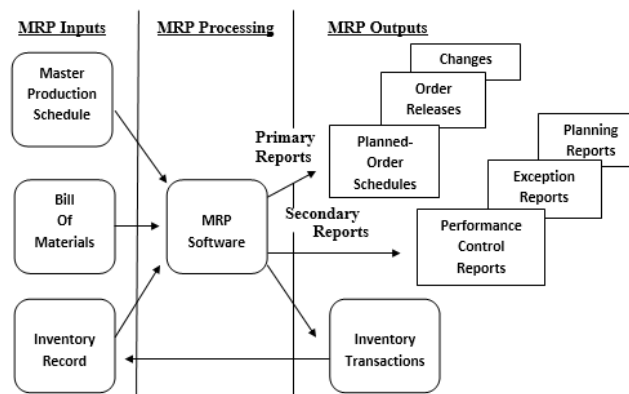 MRP Inputs
MRP Processing
MRP Outputs
Master
Production
Schedule
Bill
Of
Materials
Inventory
Record
MRP
Software
Primary
Reports
Secondary
Reports
Changes
Order
Releases
Planned-
Order
Schedules
Planning
Reports
Exception
Reports
Performance
Control
Reports
Inventory
Transactions